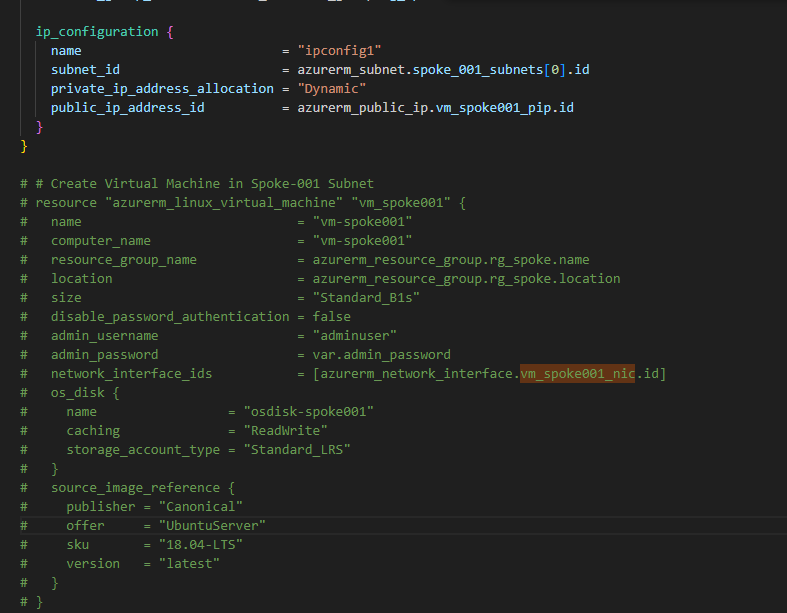 ip_configuration {
name = "ipconfig1"
subnet_id = azurerm_subnet.spoke_001_subnets[0].id
private_ip_address_allocation = "Dynamic"
public_ip_address_id = azurerm_public_ip.vm_spoke001_pip.id
}
}
# # Create Virtual Machine in Spoke-001 Subnet
# resource "azurerm_linux_virtual_machine" "vm_spoke001" {
#   name = "vm-spoke001"
#   computer_name = "vm-spoke001"
#   resource_group_name = azurerm_resource_group.rg_spoke.name
#   location = azurerm_resource_group.rg_spoke.location
#   size = "Standard_B1s"
#   disable_password_authentication = false
#   admin_username = "adminuser"
#   admin_password = var.admin_password
#   network_interface_ids = [azurerm_network_interface.vm_spoke001_nic.id]
#   os_disk {
#     name = "osdisk-spoke001"
#     caching = "ReadWrite"
#     storage_account_type = "Standard_LRS"
#   }
#   source_image_reference {
#     publisher = "Canonical"
#     offer = "UbuntuServer"
#     sku = "18.04-LTS"
#     version = "latest"
#   }
# }